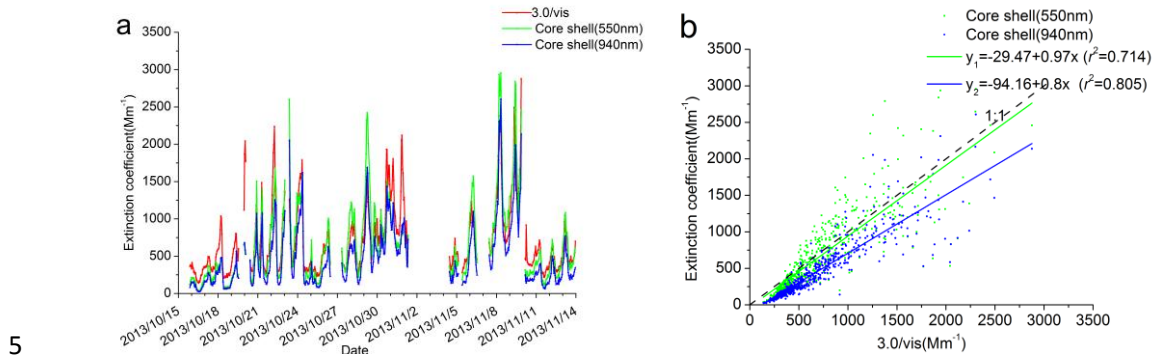 a
3.0/vis
Core shell(550nm)
Core shell(940nm)
Extinction coefficient(Mm⁻¹)
3500
3000
2500
2000
1500
1000
500
0
2013/10/15
2013/10/18
2013/10/21
2013/10/24
2013/10/27
2013/10/30
2013/11/2
2013/11/5
2013/11/8
2013/11/11
2013/11/14
Date
b
Core shell(550nm)
Core shell(940nm)
y₁=-29.47+0.97x (r²=0.714)
y₂=-94.16+0.8x (r²=0.805)
1:1
Extinction coefficient(Mm⁻¹)
3500
3000
2500
2000
1500
1000
500
0
0 500 1000 1500 2000 2500 3000 3500
3.0/vis(Mm⁻¹)
5